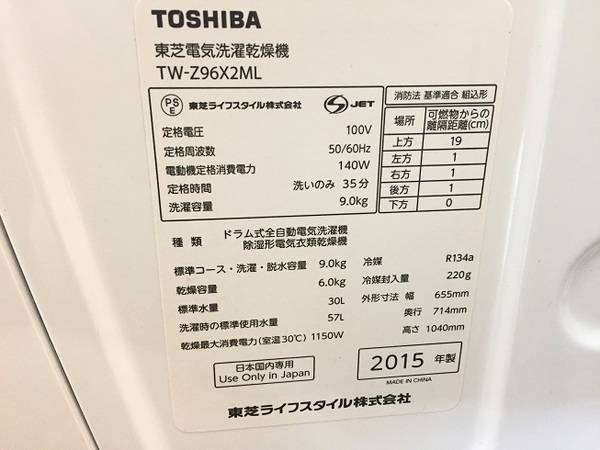 TOSHIBA
東芝電気洗濯乾燥機
TW-Z96X2ML
PS E 東芝ライフスタイル株式会社 S JET
定格電圧 100V
定格周波数 50/60Hz
電動機定格消費電力 140W
定格時間 洗いのみ 35分
洗濯容量 9.0kg
消防法 基準適合 組込形
場所 可燃物からの離隔距離(cm)
上方 19
左方 1
右方 1
後方 1
下方 0
種類 ドラム式全自動電気洗濯機
除湿形電気衣類乾燥機
標準コース・洗濯・脱水容量 9.0kg
乾燥容量 6.0kg
標準水量 30L
洗濯時の標準使用水量 57L
乾燥最大消費電力(室温30℃) 1150W
冷媒 R134a
冷媒封入量 220g
外形寸法 幅 655mm
奥行 714mm
高さ 1040mm
日本国内専用
Use Only in Japan
2015 年製
MADE IN CHINA
東芝ライフスタイル株式会社